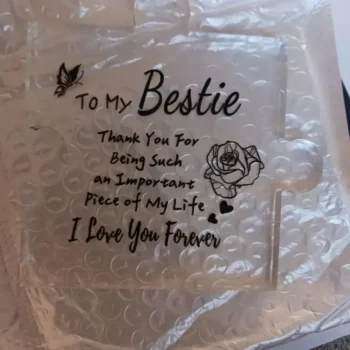 To My Bestie
Thank You For
Being Such
an Important
Piece of My Life
I Love You Forever